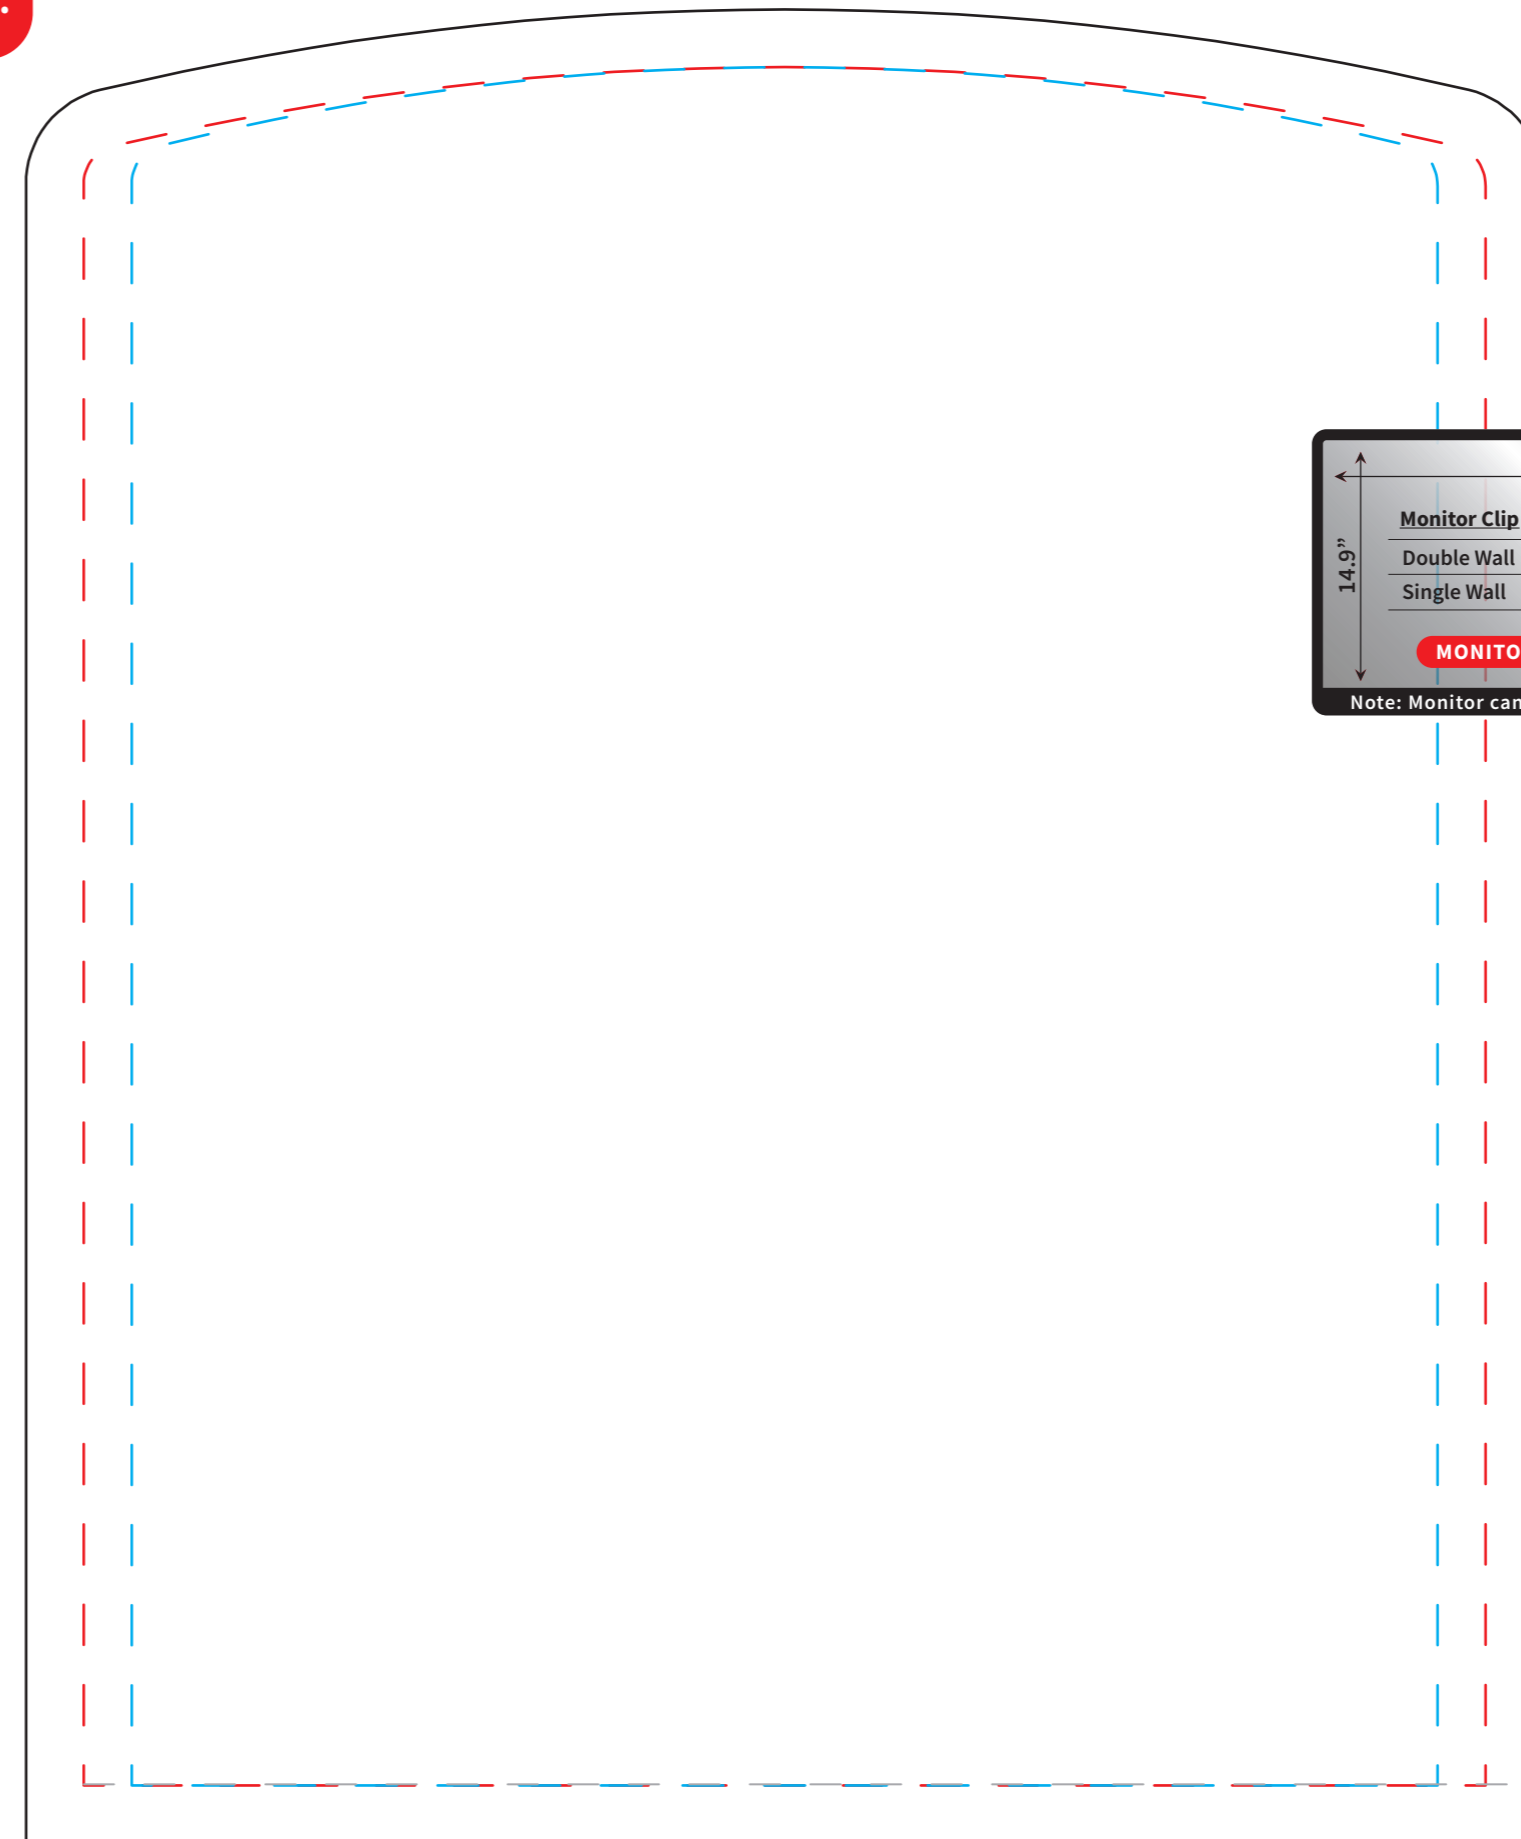 14.9”
Monitor Clip
Double Wall
Single Wall
MONITO
Note: Monitor can